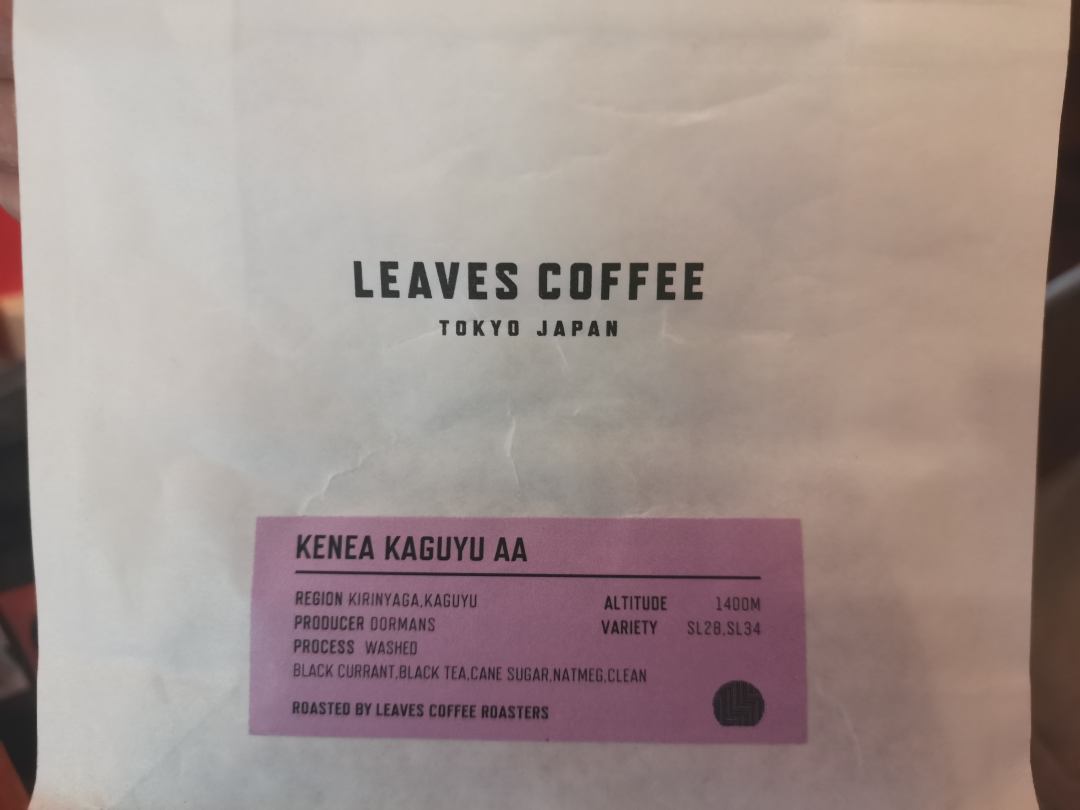 LEAVES COFFEE
TOKYO JAPAN
KENEA KAGUYU AA
REGION KIRINYAGA,KAGUYU
ALTITUDE 1400M
PRODUCER DORMANS
VARIETY SL28,SL34
PROCESS WASHED
BLACK CURRANT,BLACK TEA,CANE SUGAR,NATMEG,CLEAN
ROASTED BY LEAVES COFFEE ROASTERS